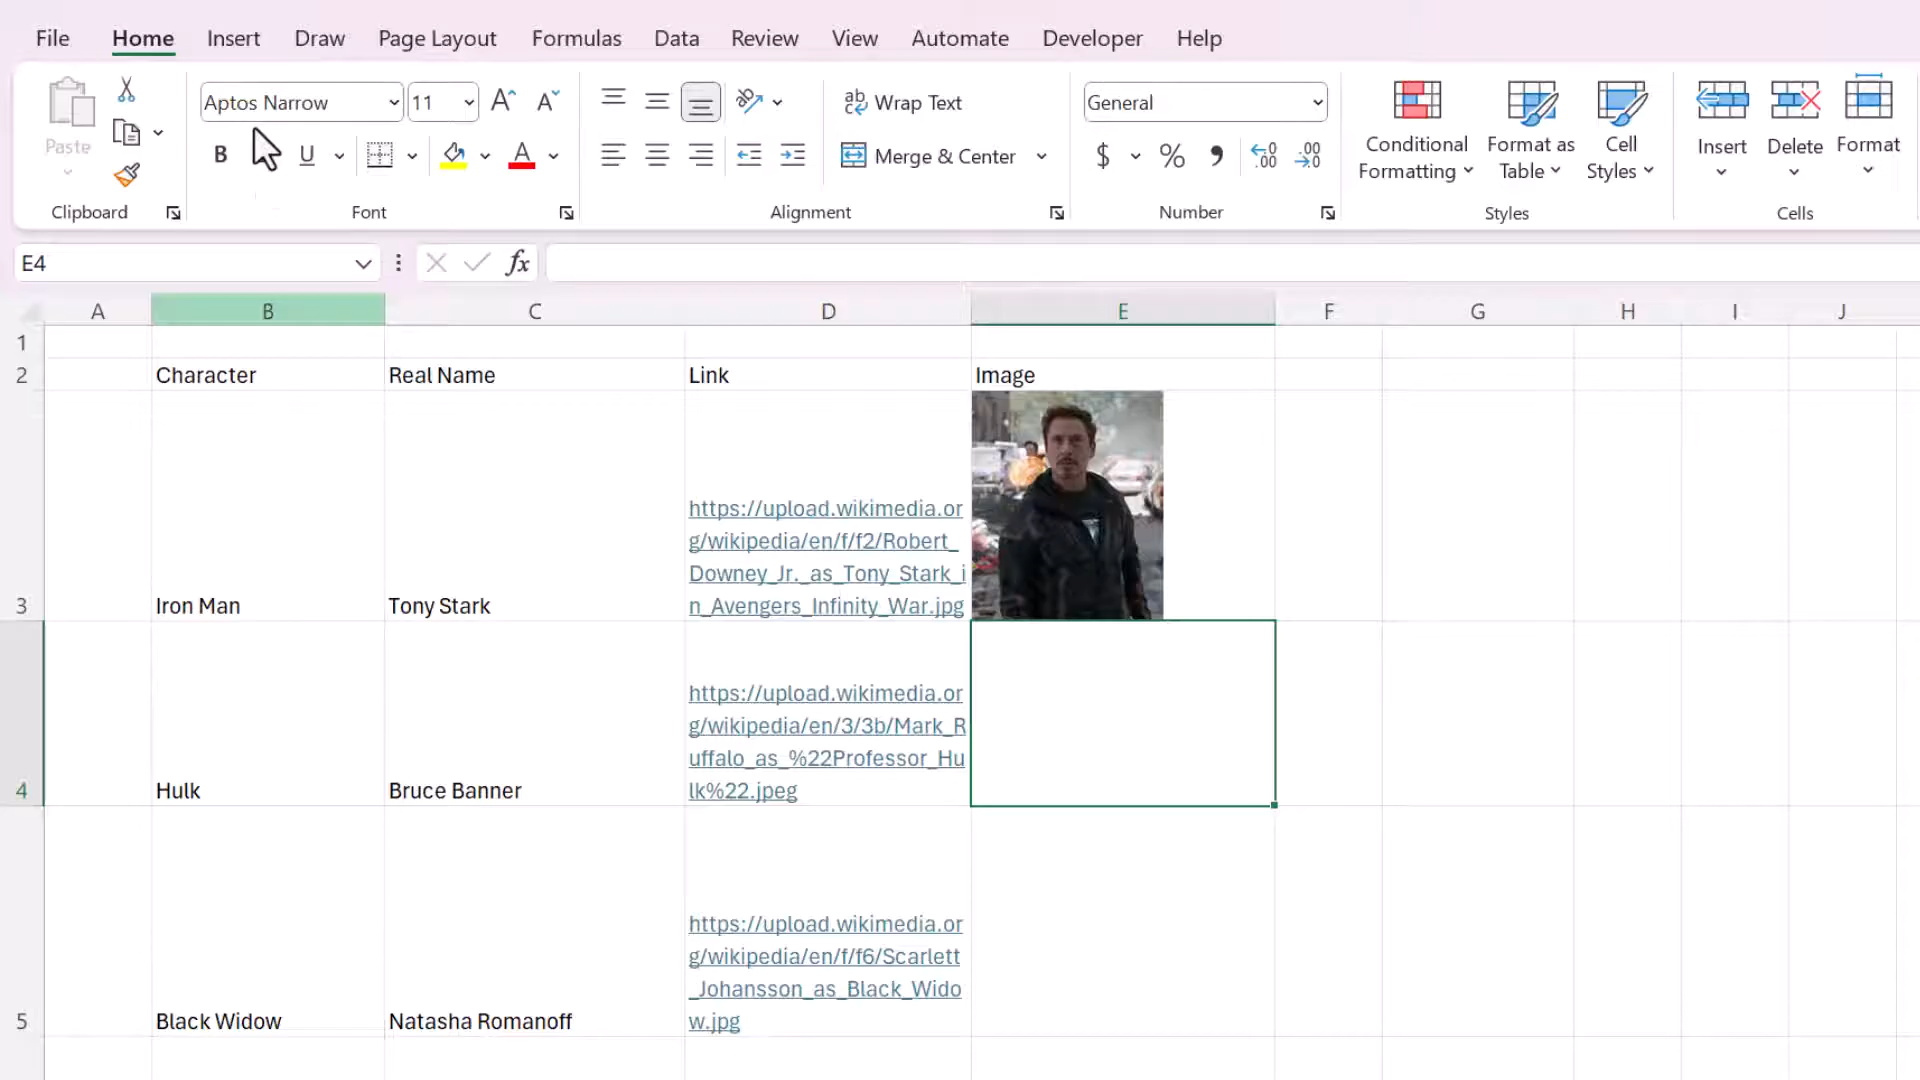 File Home Insert Draw Page Layout Formulas Data Review View Automate Developer Help
Paste
Aptos Narrow 11 A A
B U A
ab Wrap Text
Merge & Center
General
$ % 9 .00 .00
Conditional Formatting
Format as Table
Cell Styles
Insert Delete Format
Clipboard Font Alignment Number Styles Cells
E4 fx
A B C D E F G H I J
1
2 Character Real Name Link Image
https://upload.wikimedia.or
g/wikipedia/en/f/f2/Robert_
Downey_Jr._as_Tony_Stark_i
3 Iron Man Tony Stark n_Avengers_Infinity_War.jpg
https://upload.wikimedia.or
g/wikipedia/en/3/3b/Mark_R
uffalo_as_%22Professor_Hu
4 Hulk Bruce Banner lk%22.jpeg
https://upload.wikimedia.or
g/wikipedia/en/f/f6/Scarlett
_Johansson_as_Black_Wido
5 Black Widow Natasha Romanoff w.jpg